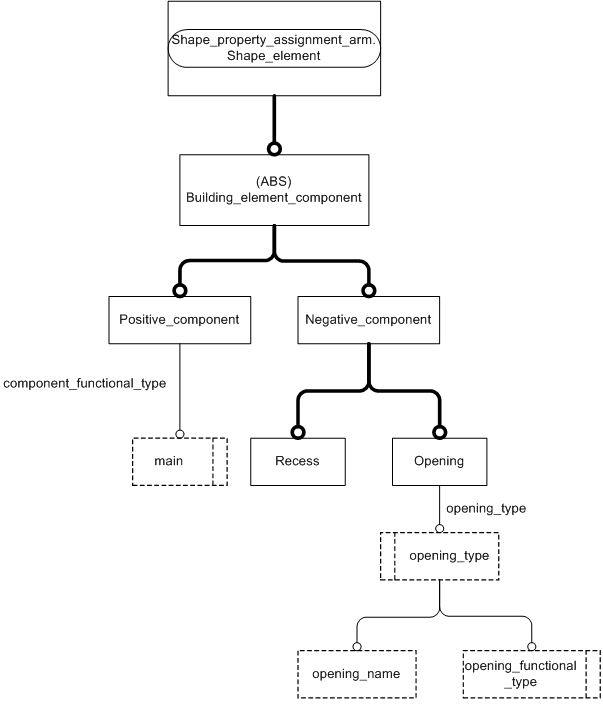 Shape_property_assignment_arm.
Shape_element
(ABS)
Building_element_component
Positive_component
Negative_component
component_functional_type
main
Recess
Opening
opening_type
opening_type
opening_name
opening_functional
_type